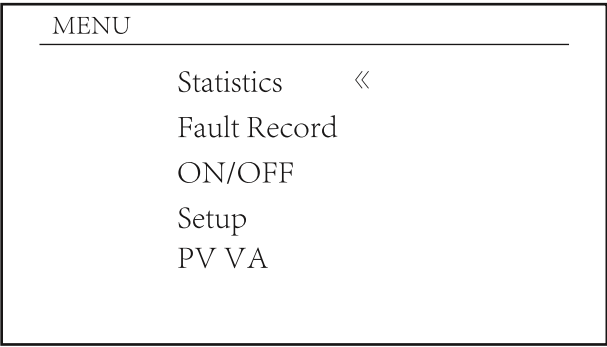 MENU
Statistics «
Fault Record
ON/OFF
Setup
PV VA